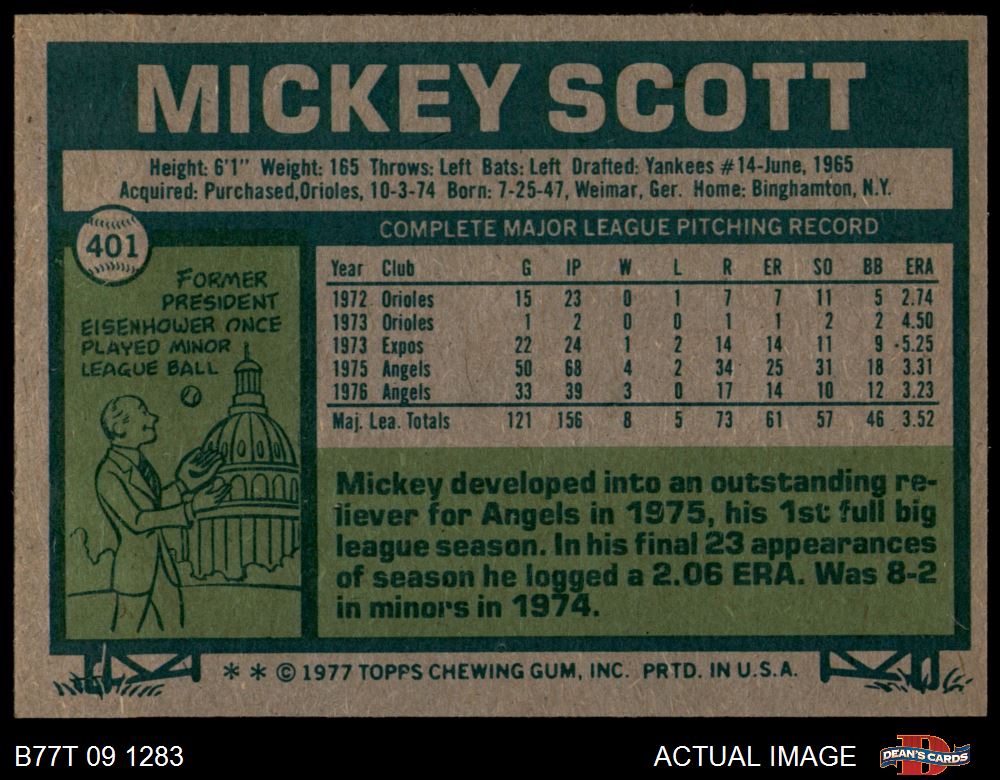 MICKEY SCOTT
Height: 6'1" Weight: 165 Throws: Left Bats: Left Drafted: Yankees #14-June, 1965
Acquired: Purchased,Orioles, 10-3-74 Born: 7-25-47, Weimar, Ger. Home: Binghamton, N.Y.
401
FORMER
PRESIDENT
EISENHOWER ONCE
PLAYED MINOR
LEAGUE BALL
COMPLETE MAJOR LEAGUE PITCHING RECORD
Year Club G IP W L R ER SO BB ERA
1972 Orioles 15 23 0 1 7 7 11 5 2.74
1973 Orioles 1 2 0 0 1 1 2 2 4.50
1973 Expos 22 24 1 2 14 14 11 9 5.25
1975 Angels 50 68 4 2 34 25 31 18 3.31
1976 Angels 33 39 3 0 17 14 10 12 3.23
Maj. Lea. Totals 121 156 8 5 73 61 57 46 3.52
Mickey developed into an outstanding re-
liever for Angels in 1975, his 1st full big
league season. In his final 23 appearances
of season he logged a 2.06 ERA. Was 8-2
in minors in 1974.
* * © 1977 TOPPS CHEWING GUM, INC. PRTD. IN U.S.A.
B77T 09 1283
ACTUAL IMAGE
DEAN'S CARDS